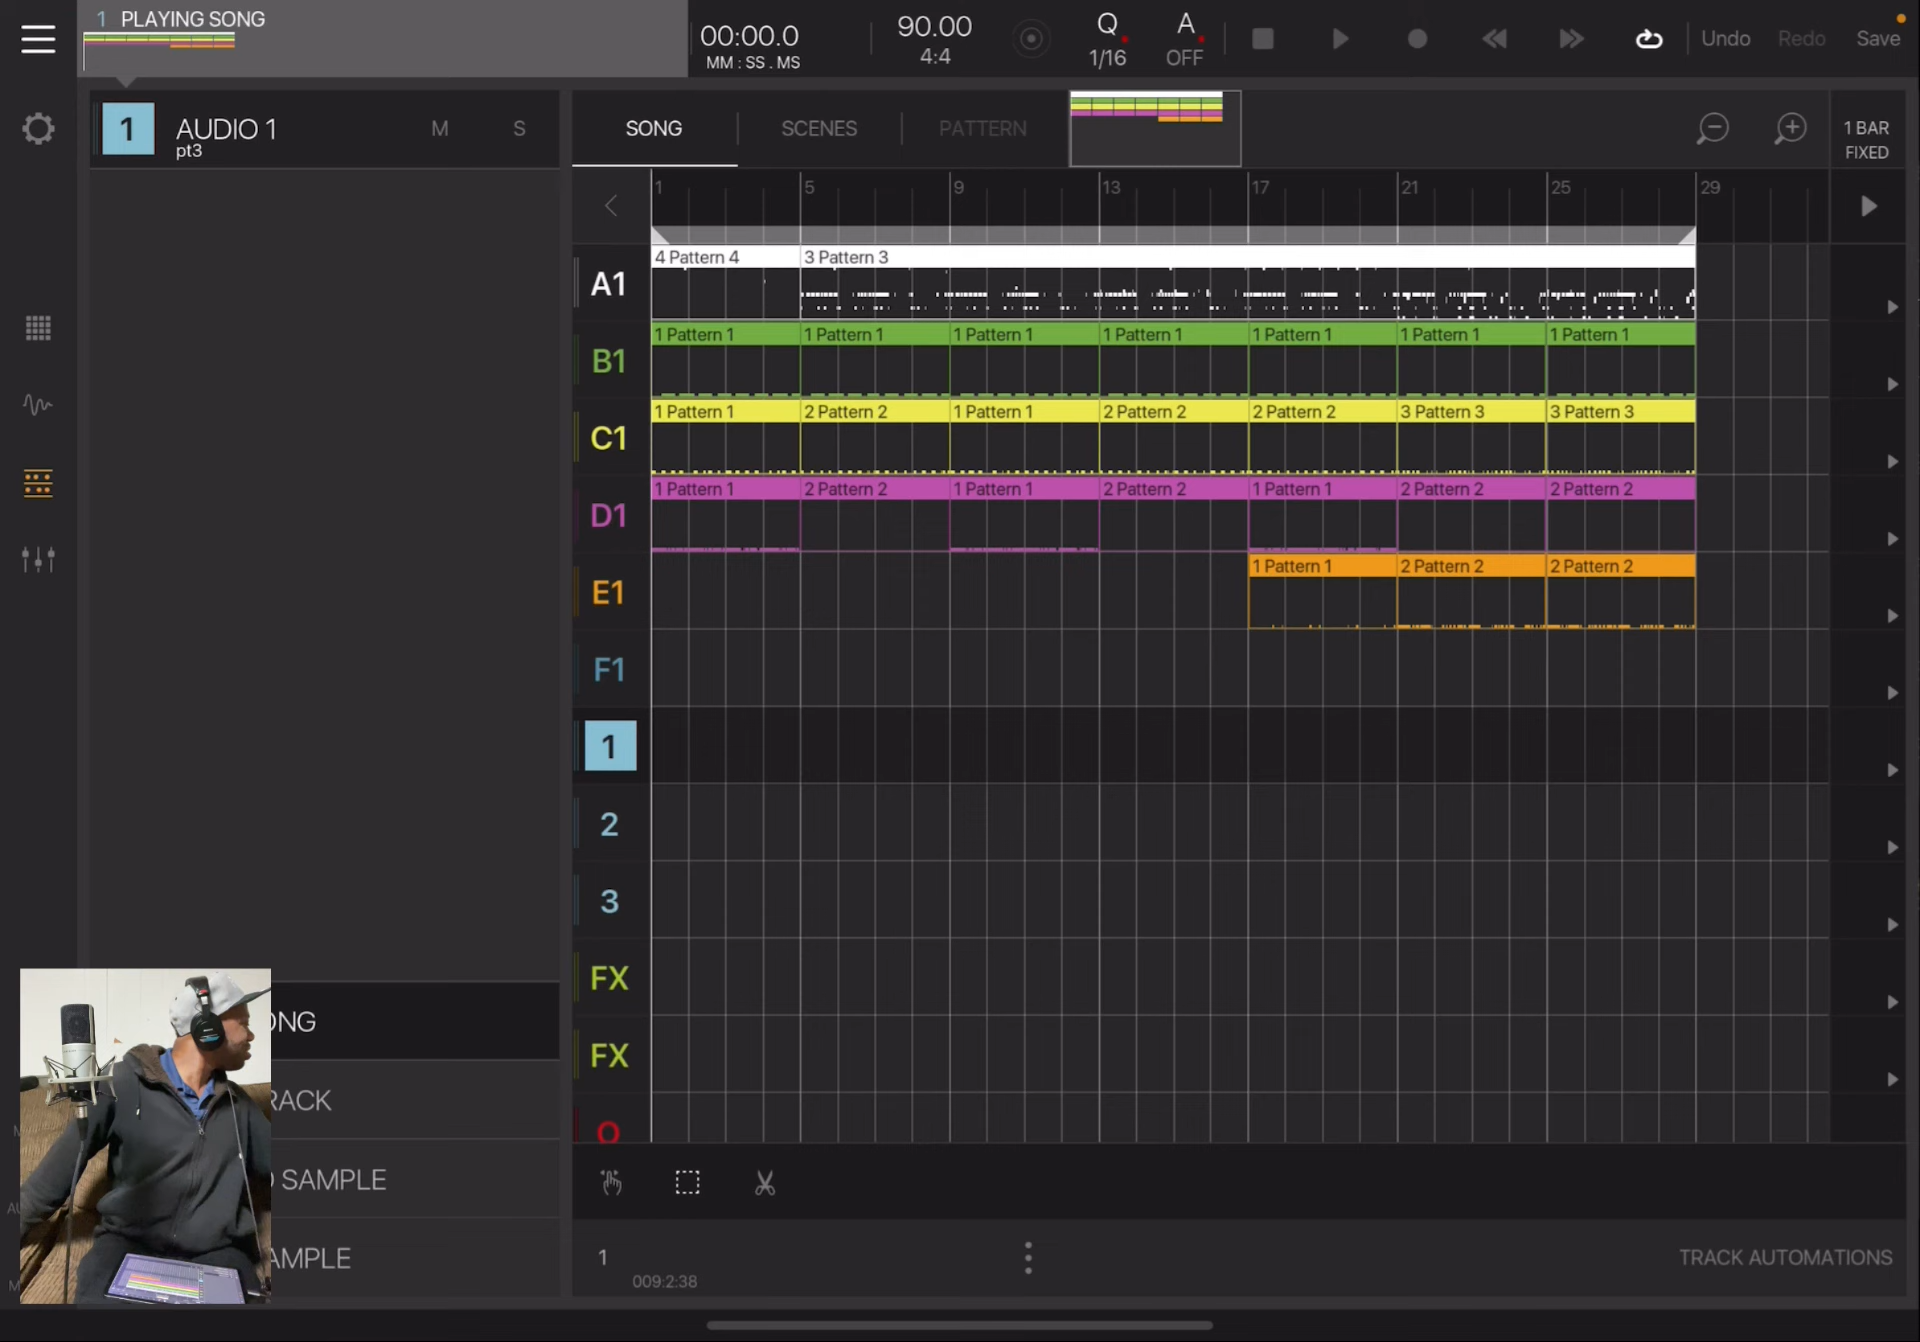 1 PLAYING SONG
00:00.0
MM : SS . MS
90.00
4:4
Q
1/16
A
OFF
Undo
Redo
Save
1
AUDIO 1
pt3
M
S
SONG
SCENES
PATTERN
1 BAR
FIXED
1
5
9
13
17
21
25
29
A1
4 Pattern 4
3 Pattern 3
B1
1 Pattern 1
1 Pattern 1
1 Pattern 1
1 Pattern 1
1 Pattern 1
1 Pattern 1
1 Pattern 1
C1
1 Pattern 1
2 Pattern 2
1 Pattern 1
2 Pattern 2
2 Pattern 2
3 Pattern 3
3 Pattern 3
D1
1 Pattern 1
2 Pattern 2
1 Pattern 1
2 Pattern 2
1 Pattern 1
2 Pattern 2
2 Pattern 2
E1
1 Pattern 1
2 Pattern 2
2 Pattern 2
F1
1
2
3
FX
FX
O
ONG
RACK
SAMPLE
AMPLE
1
009:2:38
TRACK AUTOMATIONS